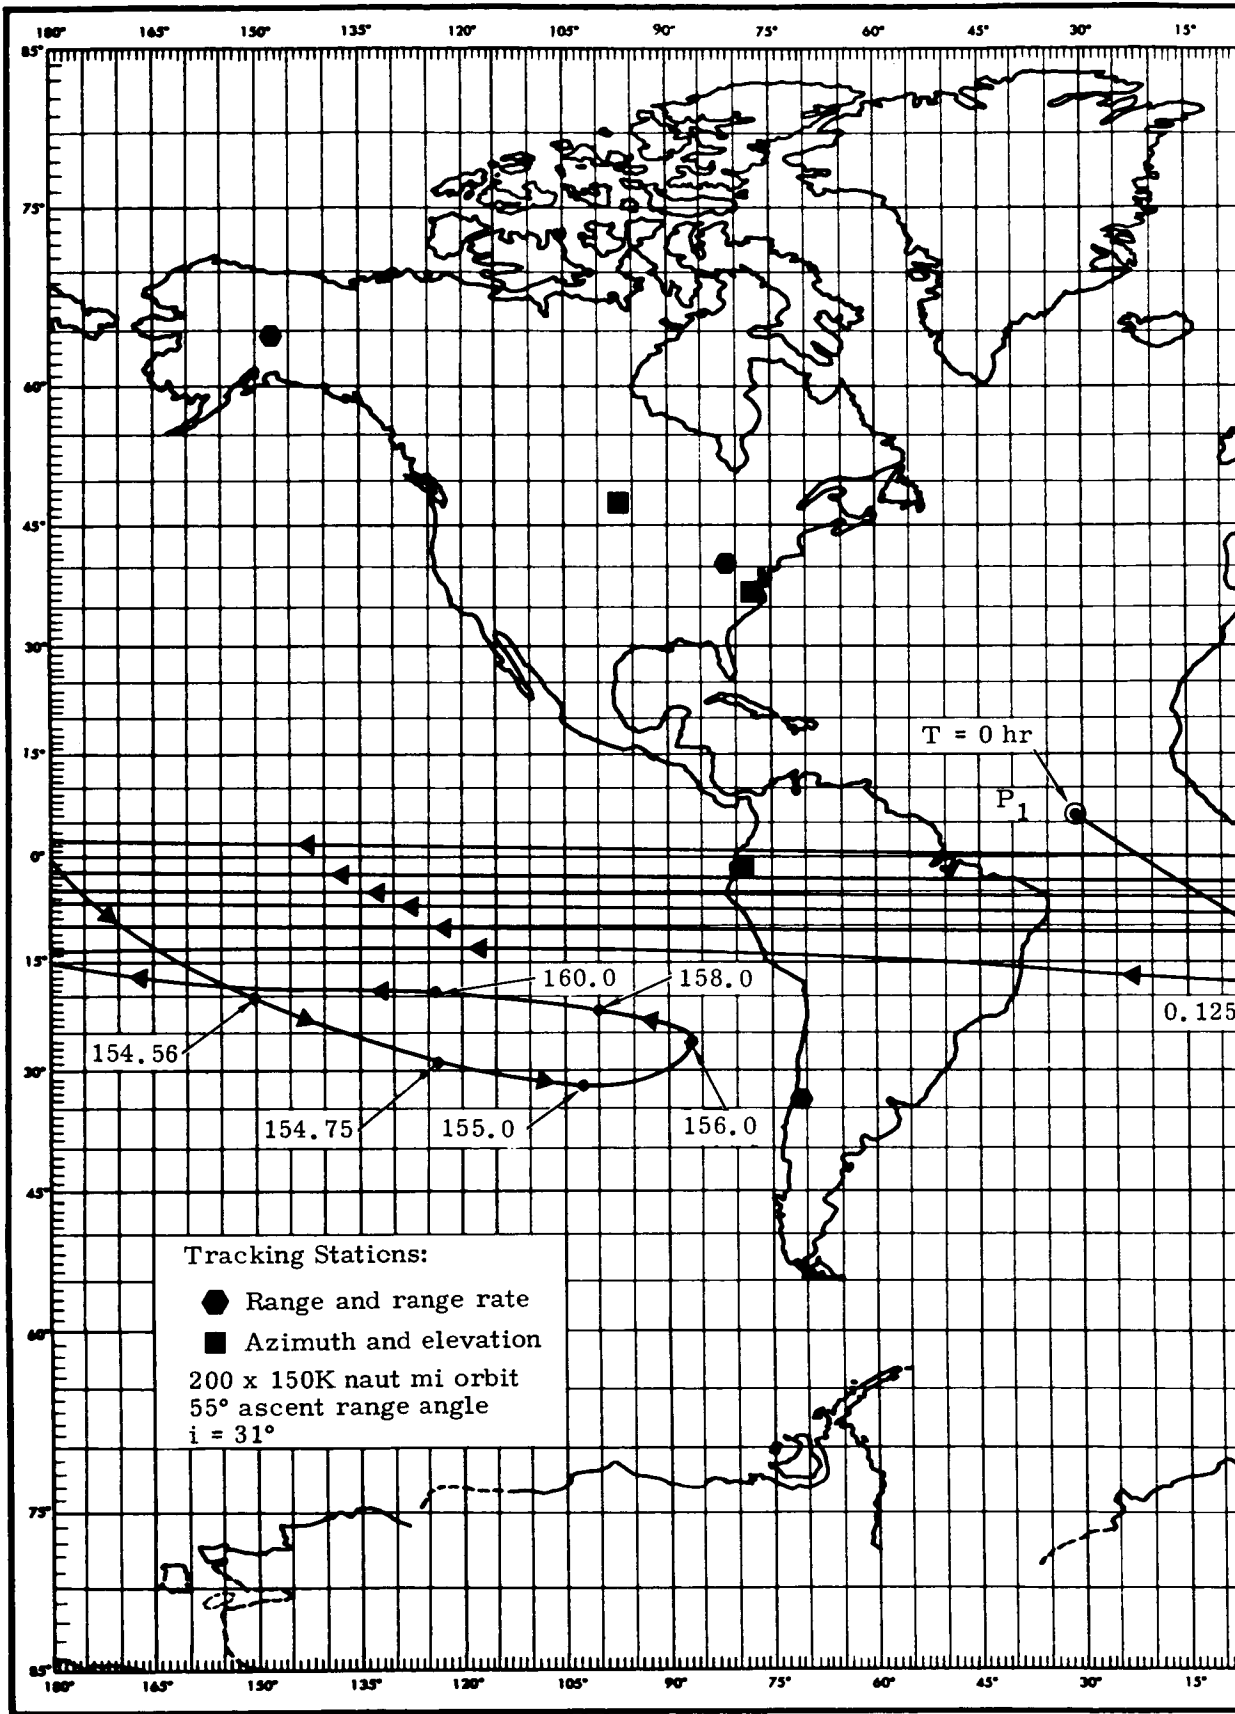 180° 165° 150° 135° 120° 105° 90° 75° 60° 45° 30° 15°
85°
75°
60°
45°
30°
T = 0 hr
15°
P1
0°
15°
160.0 158.0
0.125
154.56
30°
154.75 155.0 156.0
45°
Tracking Stations:
Range and range rate
60°
Azimuth and elevation
200 x 150K naut mi orbit
55° ascent range angle
i = 31°
75°
85°
180° 165° 150° 135° 120° 105° 90° 75° 60° 45° 30° 15°